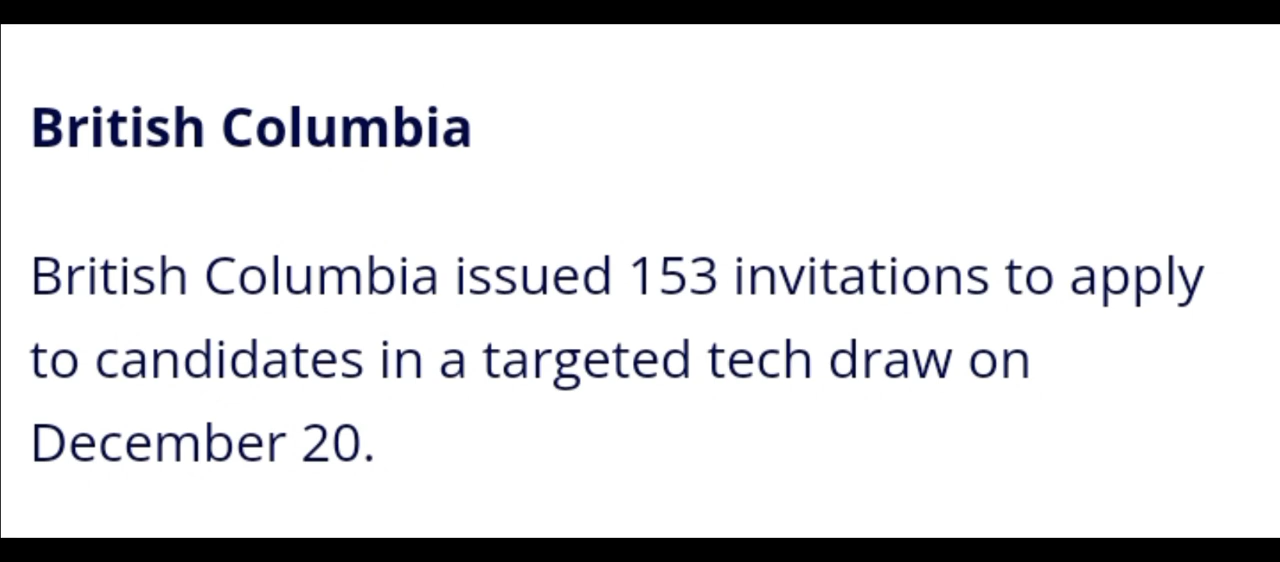 British Columbia
British Columbia issued 153 invitations to apply
to candidates in a targeted tech draw on
December 20.